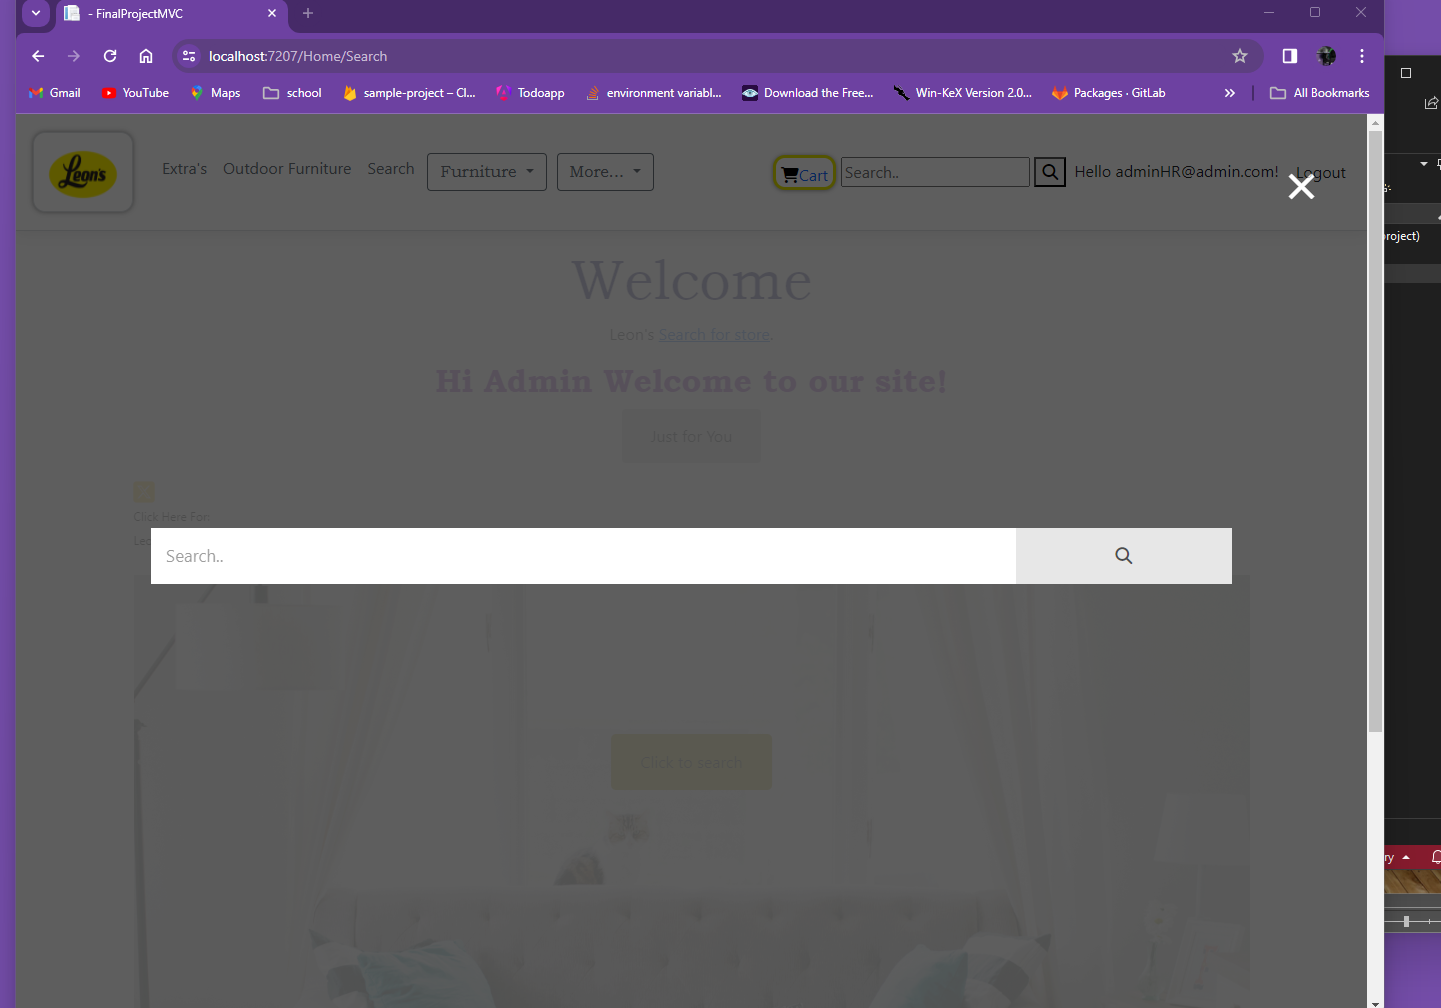 - FinalProjectMVC
localhost:7207/Home/Search
Gmail YouTube Maps school sample-project – Cl... Todoapp environment variabl... Download the Free... Win-KeX Version 2.0... Packages · GitLab » All Bookmarks
Leon's
Extra's Outdoor Furniture Search Furniture More... Cart Search.. Hello adminHR@admin.com! Logout
roject)
Welcome
Leon's Search for store.
Hi Admin Welcome to our site!
Just for You
Click Here For:
Search..
Click to search
ry